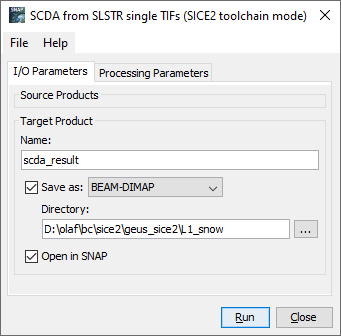 SNAP
SCDA from SLSTR single TIFs (SICE2 toolchain mode)
File Help
I/O Parameters Processing Parameters
Source Products
Target Product
Name:
scda_result
Save as: BEAM-DIMAP
Directory:
D:\olaf\bc\sice2\geus_sice2\L1_snow
...
Open in SNAP
Run Close